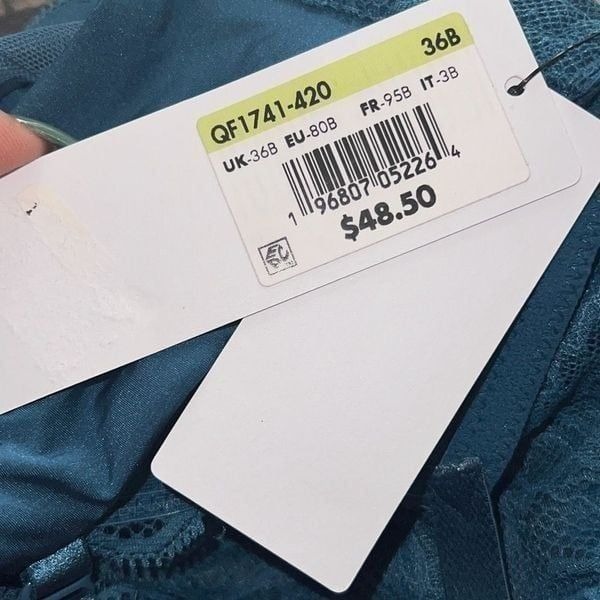 QF1741-420 36B
UK-36B EU-80B FR-95B IT-3B
1 96807 05226 4
$48.50